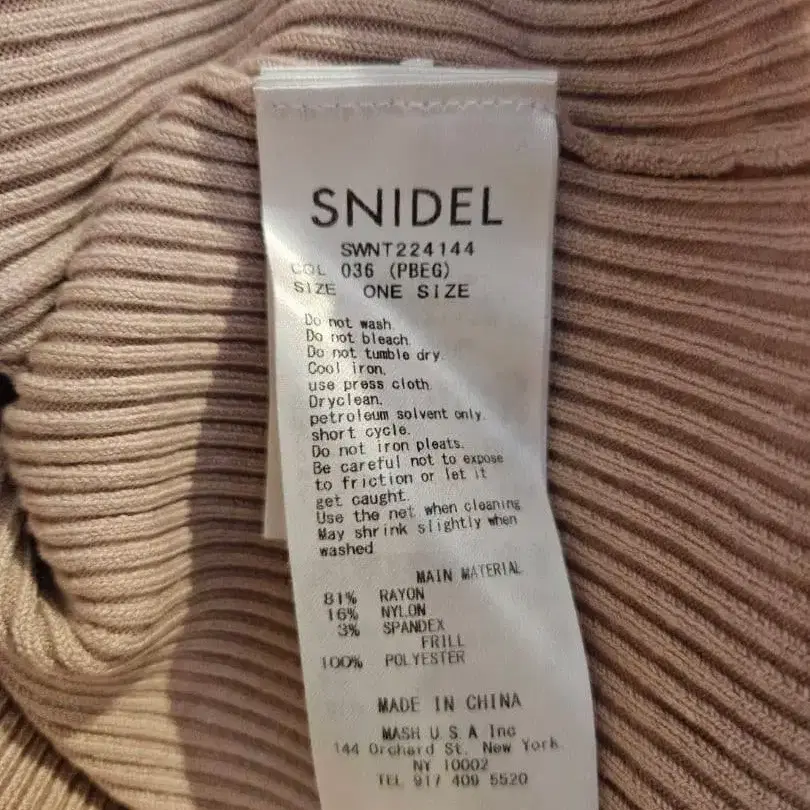 SNIDEL
SWNT224144
COL 036 (PBEG)
SIZE ONE SIZE
Do not wash.
Do not bleach.
Do not tumble dry.
Cool iron,
use press cloth.
Dryclean.
petroleum solvent only.
short cycle.
Do not iron pleats.
Be careful not to expose
to friction or let it
get caught.
Use the net when cleaning
May shrink slightly when
washed
MAIN MATERIAL
81% RAYON
16% NYLON
3% SPANDEX
FRILL
100% POLYESTER
MADE IN CHINA
MASH U S A Inc
144 Orchard St. New York
NY 10002
TEL 917 409 5520